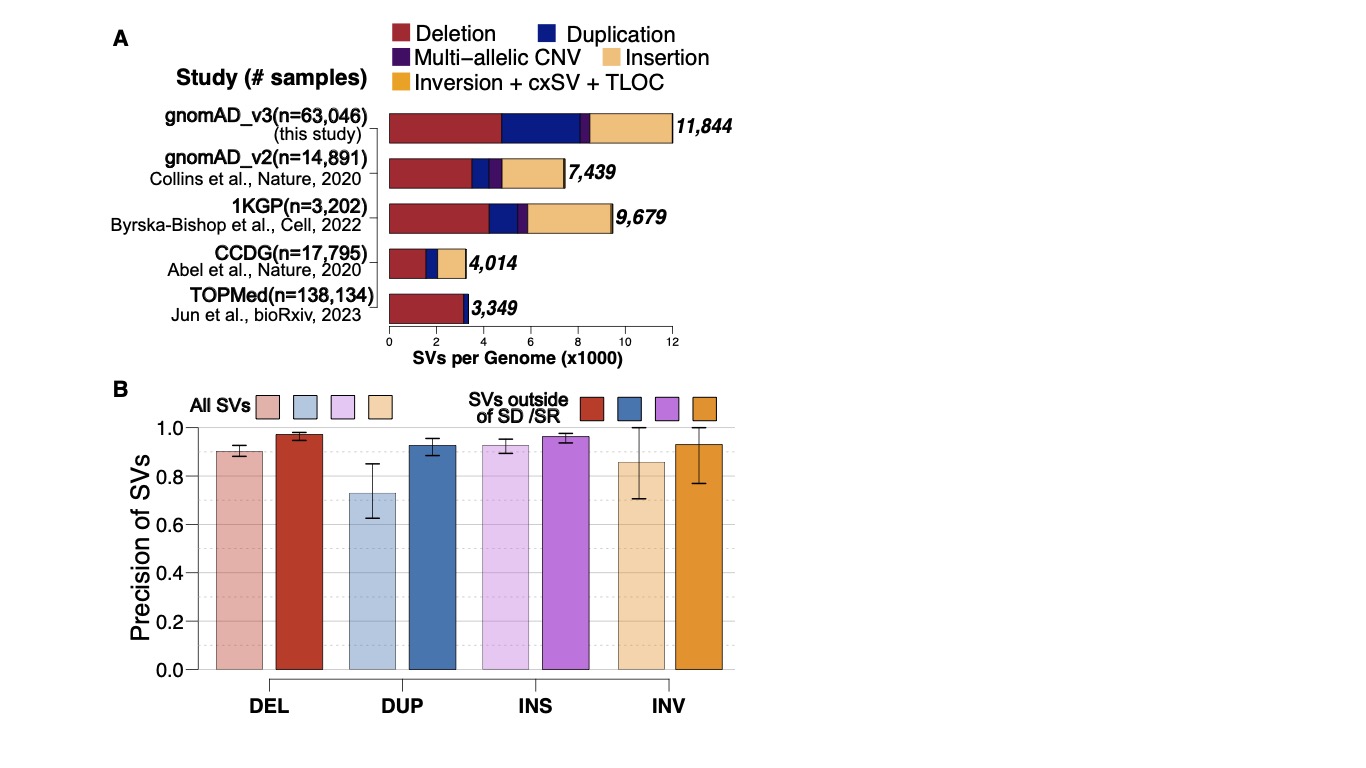 A
Deletion Duplication
Multi−allelic CNV Insertion
Inversion + cxSV + TLOC
Study (# samples)
gnomAD_v3(n=63,046)
(this study)
11,844
gnomAD_v2(n=14,891)
Collins et al., Nature, 2020
7,439
1KGP(n=3,202)
Byrska-Bishop et al., Cell, 2022
9,679
CCDG(n=17,795)
Abel et al., Nature, 2020
4,014
TOPMed(n=138,134)
Jun et al., bioRxiv, 2023
3,349
0 2 4 6 8 10 12
SVs per Genome (x1000)
B
All SVs
SVs outside
of SD /SR
Precision of SVs
1.0
0.8
0.6
0.4
0.2
0.0
DEL DUP INS INV